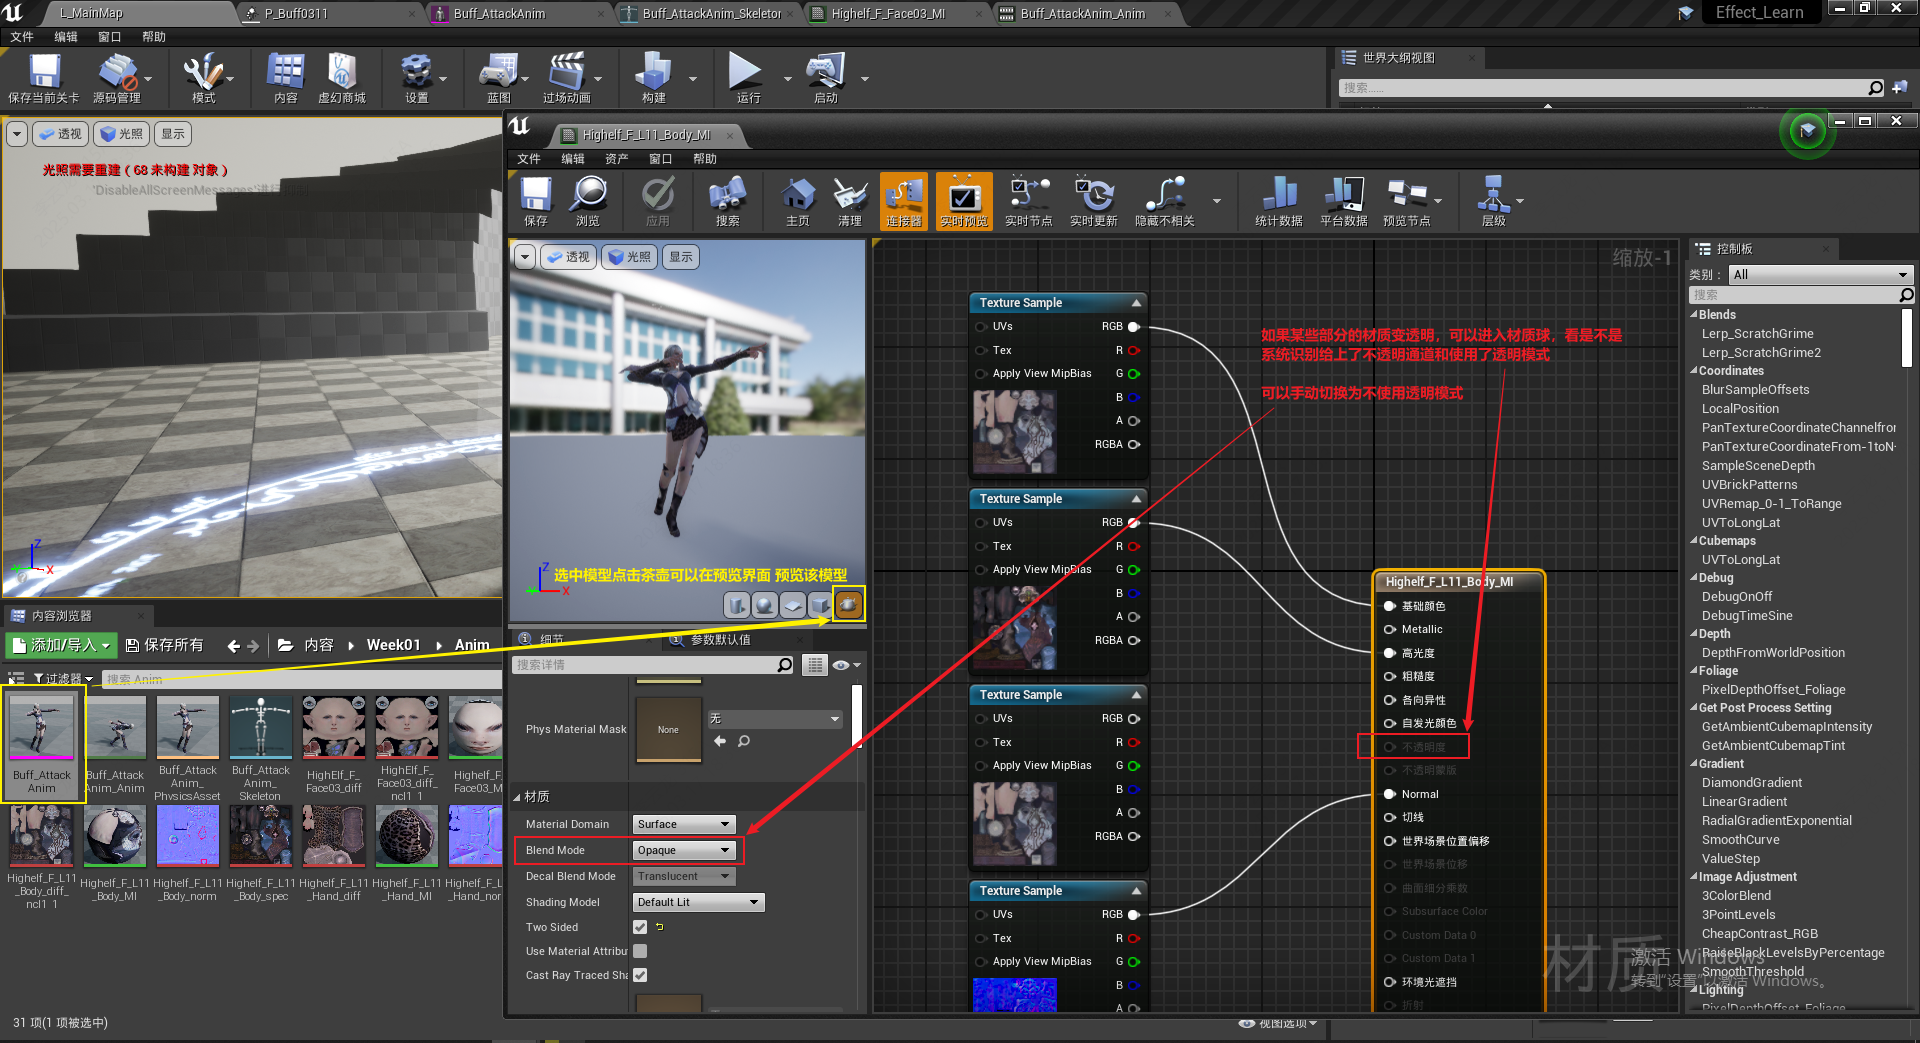 L_MainMap
P_Buff0311
Buff_AttackAnim
Buff_AttackAnim_Skeleton
Highelf_F_Face03_MI
Buff_AttackAnim_Anim
Effect_Learn
文件 编辑 窗口 帮助
保存当前关卡 源码管理 模式 内容 虚幻商城 设置 蓝图 过场动画 构建 运行 启动
世界大纲视图
搜索......
透视 光照 显示
光照需要重建 ( 68 未构建 对象 )
'DisableAllScreenMessages'
Highelf_F_L11_Body_MI
文件 编辑 资产 窗口 帮助
保存 浏览 应用 搜索 主页 清理 连接器 实时预览 实时节点 实时更新 隐藏不相关 统计数据 平台数据 预览节点 层级
透视 光照 显示
选中模型点击茶壶可以在预览界面 预览该模型
Z
X
Z
X
缩放-1
Texture Sample
UVs RGB
Tex R
Apply View MipBias G
B
A
RGBA
Texture Sample
UVs RGB
Tex R
Apply View MipBias G
B
A
RGBA
Texture Sample
UVs RGB
Tex R
Apply View MipBias G
B
A
RGBA
Texture Sample
UVs RGB
Tex R
Apply View MipBias G
B
A
如果某些部分的材质变透明，可以进入材质球，看是不是
系统识别给上了不透明通道和使用了透明模式
可以手动切换为不使用透明模式
Highelf_F_L11_Body_MI
基础颜色
Metallic
高光度
粗糙度
各向异性
自发光颜色
不透明度
不透明蒙版
Normal
切线
世界场景位置偏移
世界场景位移
曲面细分乘数
Subsurface Color
Custom Data 0
Custom Data 1
环境光遮挡
折射
材质
控制板
类别： All
搜索
Blends
Lerp_ScratchGrime
Lerp_ScratchGrime2
Coordinates
BlurSampleOffsets
LocalPosition
PanTextureCoordinateChannelfror
PanTextureCoordinateFrom-1toN-
SampleSceneDepth
UVBrickPatterns
UVRemap_0-1_ToRange
UVToLongLat
Cubemaps
UVToLongLat
Debug
DebugOnOff
DebugTimeSine
Depth
DepthFromWorldPosition
Foliage
PixelDepthOffset_Foliage
Get Post Process Setting
GetAmbientCubemapIntensity
GetAmbientCubemapTint
Gradient
DiamondGradient
LinearGradient
RadialGradientExponential
SmoothCurve
ValueStep
Image Adjustment
3ColorBlend
3PointLevels
CheapContrast_RGB
RaiseBlackLevelsByPercentage
SmoothThreshold
Lighting
PixelDepthOffset_Foliage
激活 Windows
转到"设置"以激活 Windows。
内容浏览器
添加/导入 保存所有 内容 Week01 Anim
过滤器 搜索 Anim
Buff_Attack
Anim
Buff_Attack
Anim_Anim
Buff_Attack
Anim_
PhysicsAsset
Buff_Attack
Anim_
Skeleton
HighElf_F_
Face03_diff
HighElf_F_
Face03_diff_
ncl1_1
Highelf_F_
Face03_M
Highelf_F_L11
_Body_diff_
ncl1_1
Highelf_F_L11
_Body_MI
Highelf_F_L11
_Body_norm
Highelf_F_L11
_Body_spec
Highelf_F_L11
_Hand_diff
Highelf_F_L11
_Hand_MI
Highelf_F_L1
_Hand_nor
31 项(1 项被选中)
细节 参数默认值
搜索详情
Phys Material Mask None 无
材质
Material Domain Surface
Blend Mode Opaque
Decal Blend Mode Translucent
Shading Model Default Lit
Two Sided
Use Material Attribu
Cast Ray Traced Sha
视图选项